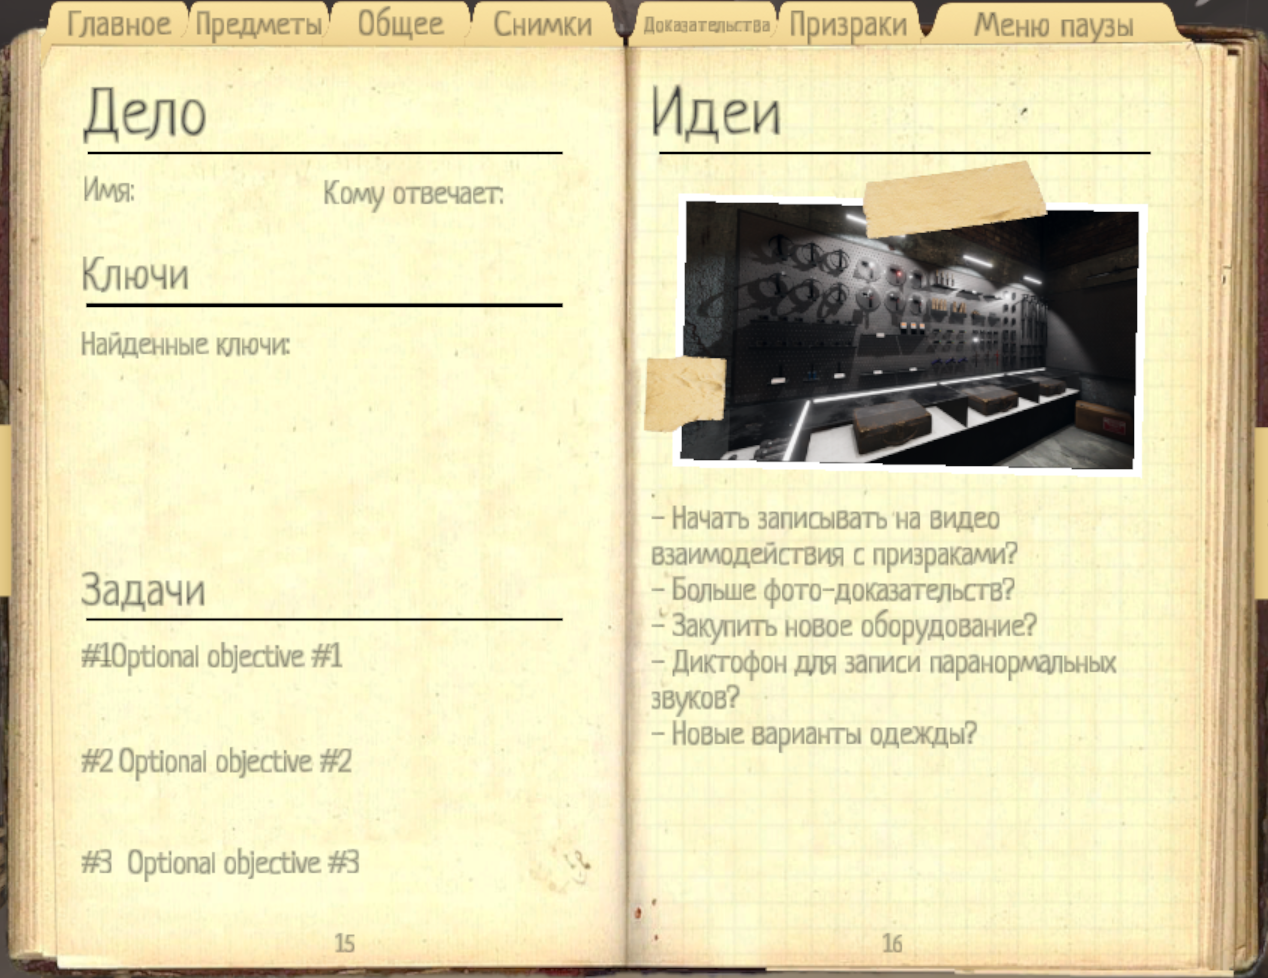 Главное Предметы Общее Снимки Доказательства Призраки Меню паузы
Дело
Имя: Кому отвечает:
Ключи
Найденные ключи:
Задачи
#1Optional objective #1
#2 Optional objective #2
#3 Optional objective #3
15
Идеи
- Начать записывать на видео
взаимодействия с призраками?
- Больше фото-доказательств?
- Закупить новое оборудование?
- Диктофон для записи паранормальных
звуков?
- Новые варианты одежды?
16